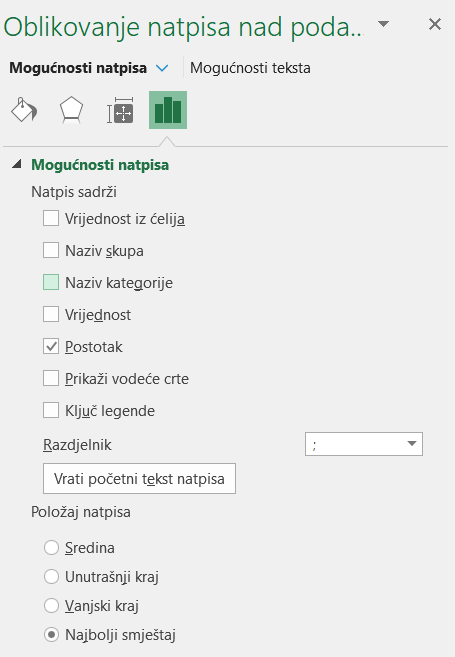 Oblikovanje natpisa nad poda...
Mogućnosti natpisa Mogućnosti teksta
Mogućnosti natpisa
Natpis sadrži
Vrijednost iz ćelija
Naziv skupa
Naziv kategorije
Vrijednost
Postotak
Prikaži vodeće crte
Ključ legende
Razdjelnik ;
Vrati početni tekst natpisa
Položaj natpisa
Sredina
Unutrašnji kraj
Vanjski kraj
Najbolji smještaj